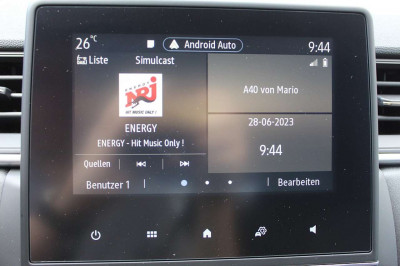 26 °C
Android Auto
9:44
Liste
Simulcast
NRJ
HIT MUSIC ONLY !
ENERGY
ENERGY - Hit Music Only !
Quellen
Benutzer 1
A40 von Mario
28-06-2023
9:44
Bearbeiten